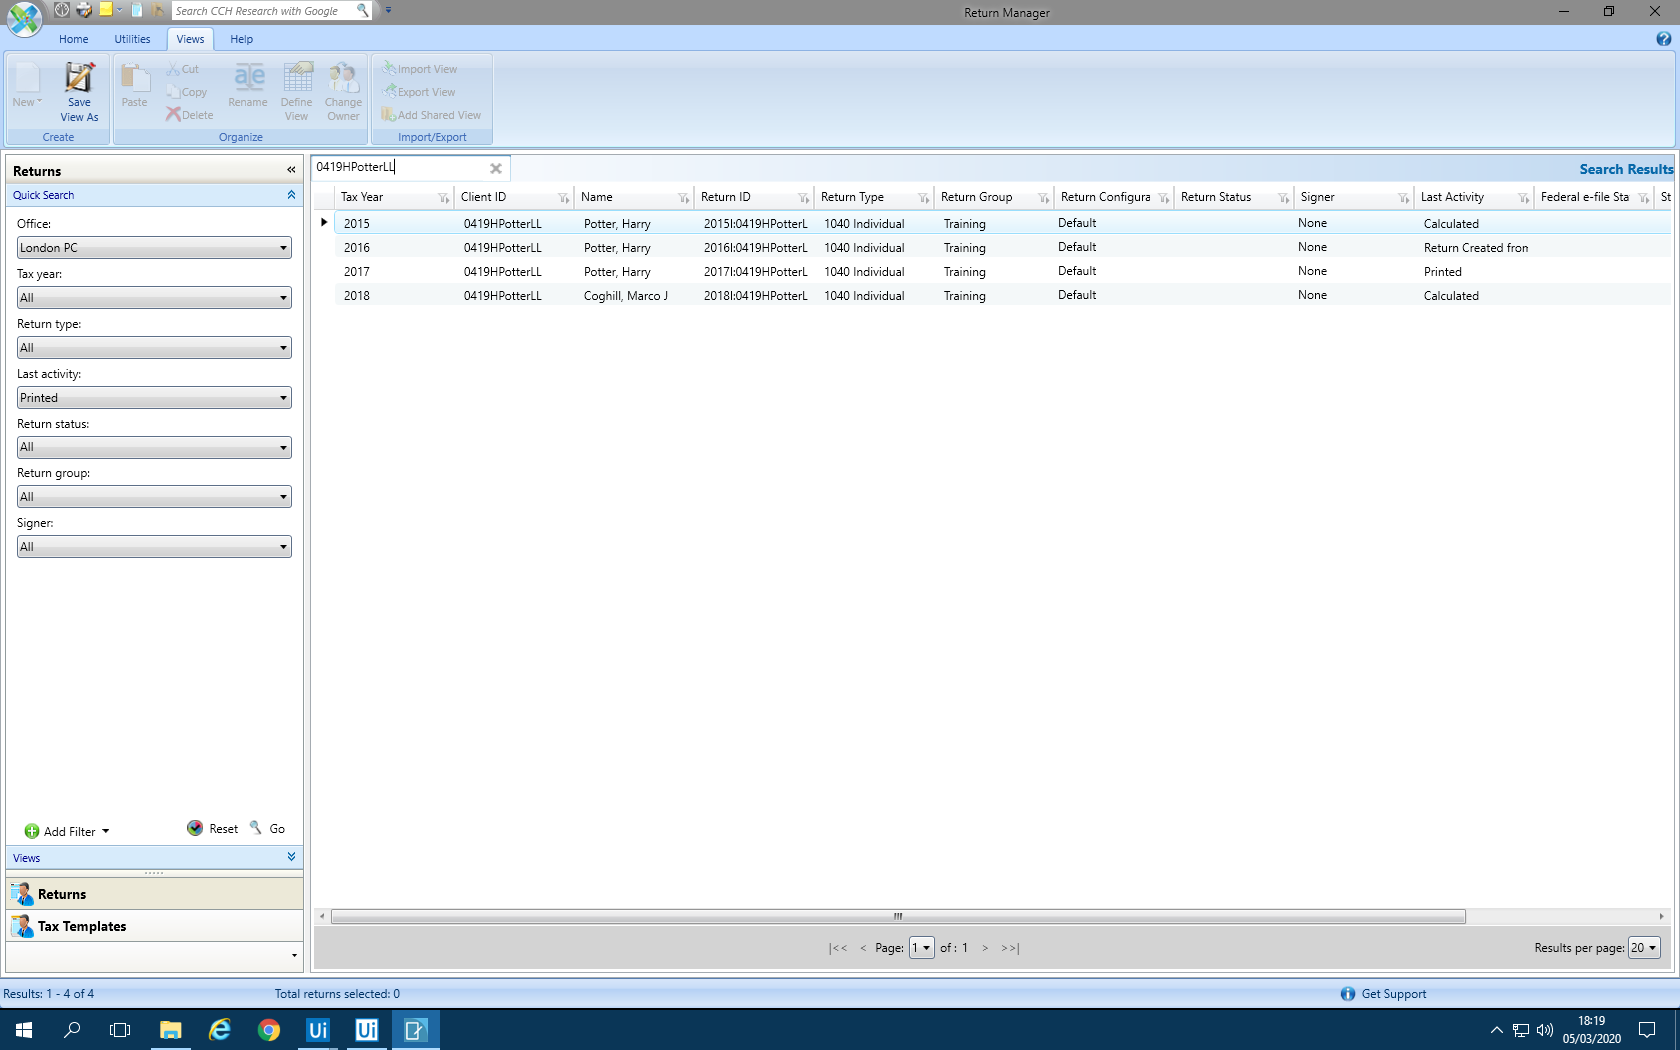 Search CCH Research with Google
Return Manager
Home Utilities Views Help
New Save View As
Create
Paste Cut Copy Delete Rename Define View Change Owner
Organize
Import View
Export View
Add Shared View
Import/Export
Returns «
Quick Search
Office:
London PC
Tax year:
All
Return type:
All
Last activity:
Printed
Return status:
All
Return group:
All
Signer:
All
Add Filter Reset Go
Views
Returns
Tax Templates
0419HPotterLL
Search Results
Tax Year Client ID Name Return ID Return Type Return Group Return Configura Return Status Signer Last Activity Federal e-file Sta St
2015 0419HPotterLL Potter, Harry 2015I:0419HPotterL 1040 Individual Training Default None Calculated
2016 0419HPotterLL Potter, Harry 2016I:0419HPotterL 1040 Individual Training Default None Return Created fron
2017 0419HPotterLL Potter, Harry 2017I:0419HPotterL 1040 Individual Training Default None Printed
2018 0419HPotterLL Coghill, Marco J 2018I:0419HPotterL 1040 Individual Training Default None Calculated
|<< < Page: 1 of : 1 > >>|
Results per page: 20
Results: 1 - 4 of 4
Total returns selected: 0
Get Support
Ui Ui
18:19
05/03/2020